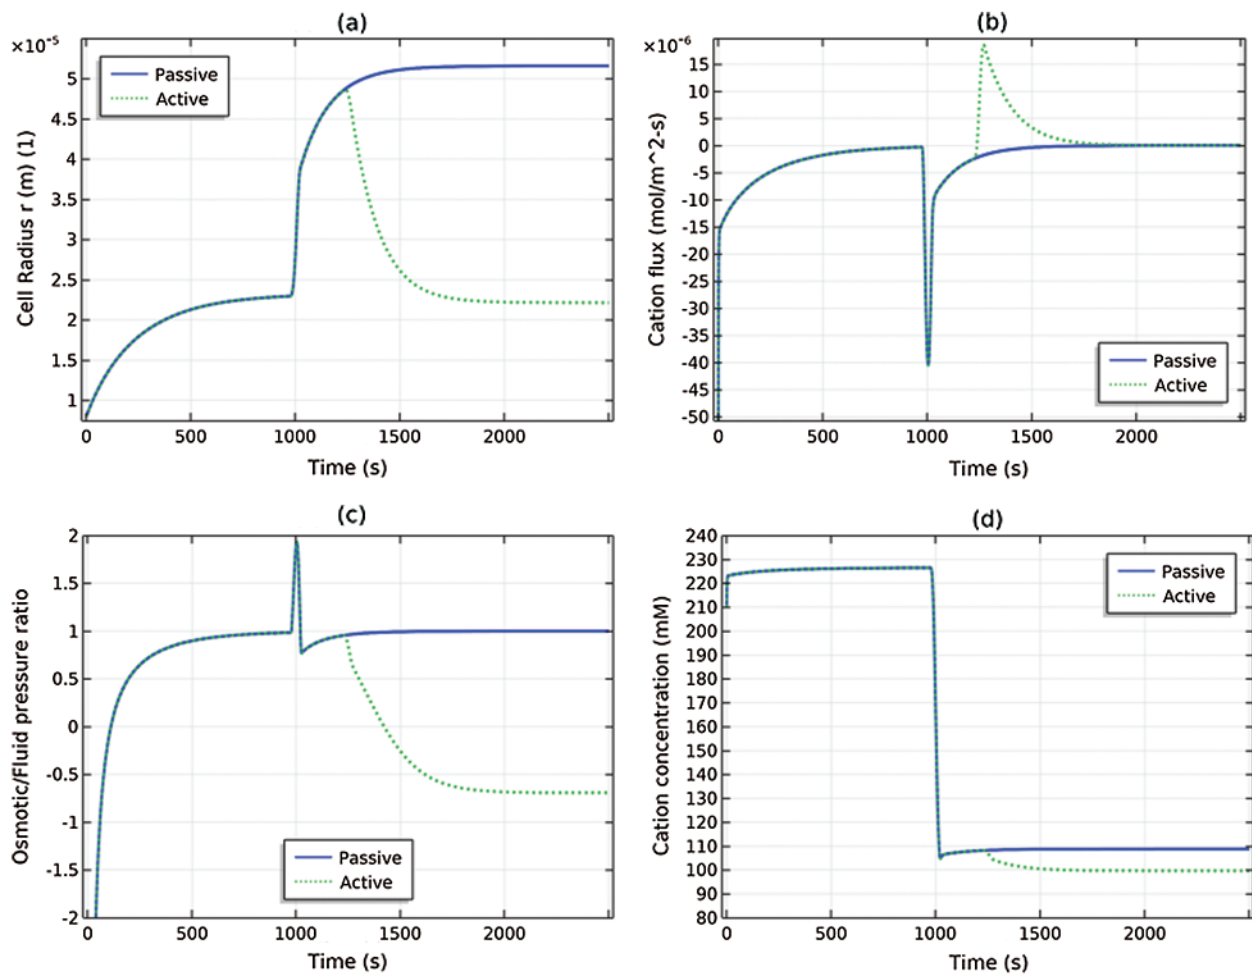 (a)
×10⁻⁵
5
4.5
4
3.5
3
2.5
2
1.5
1
0 500 1000 1500 2000
Cell Radius r (m) (1)
Time (s)
Passive
Active
(b)
×10⁻⁶
15
10
5
0
-5
-10
-15
-20
-25
-30
-35
-40
-45
-50
0 500 1000 1500 2000
Cation flux (mol/m^2-s)
Time (s)
Passive
Active
(c)
2
1.5
1
0.5
0
-0.5
-1
-1.5
-2
0 500 1000 1500 2000
Osmotic/Fluid pressure ratio
Time (s)
Passive
Active
(d)
240
230
220
210
200
190
180
170
160
150
140
130
120
110
100
90
80
0 500 1000 1500 2000
Cation concentration (mM)
Time (s)
Passive
Active